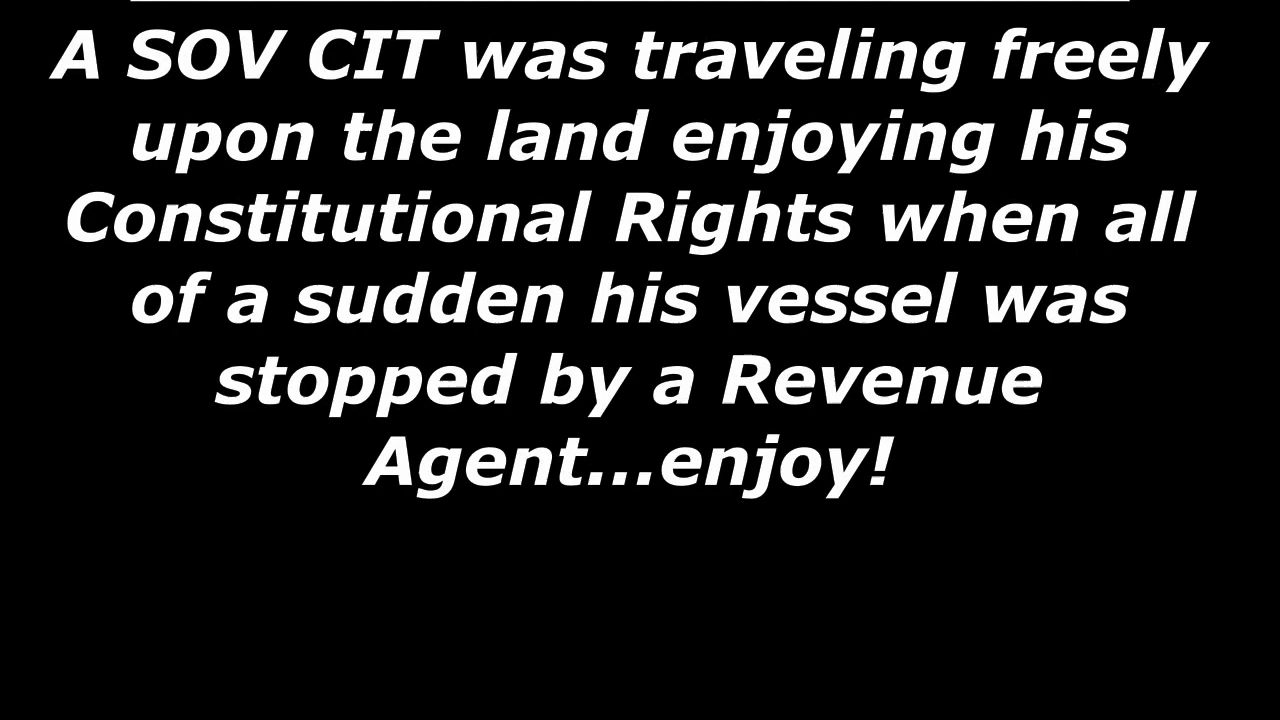 A SOV CIT was traveling freely
upon the land enjoying his
Constitutional Rights when all
of a sudden his vessel was
stopped by a Revenue
Agent...enjoy!